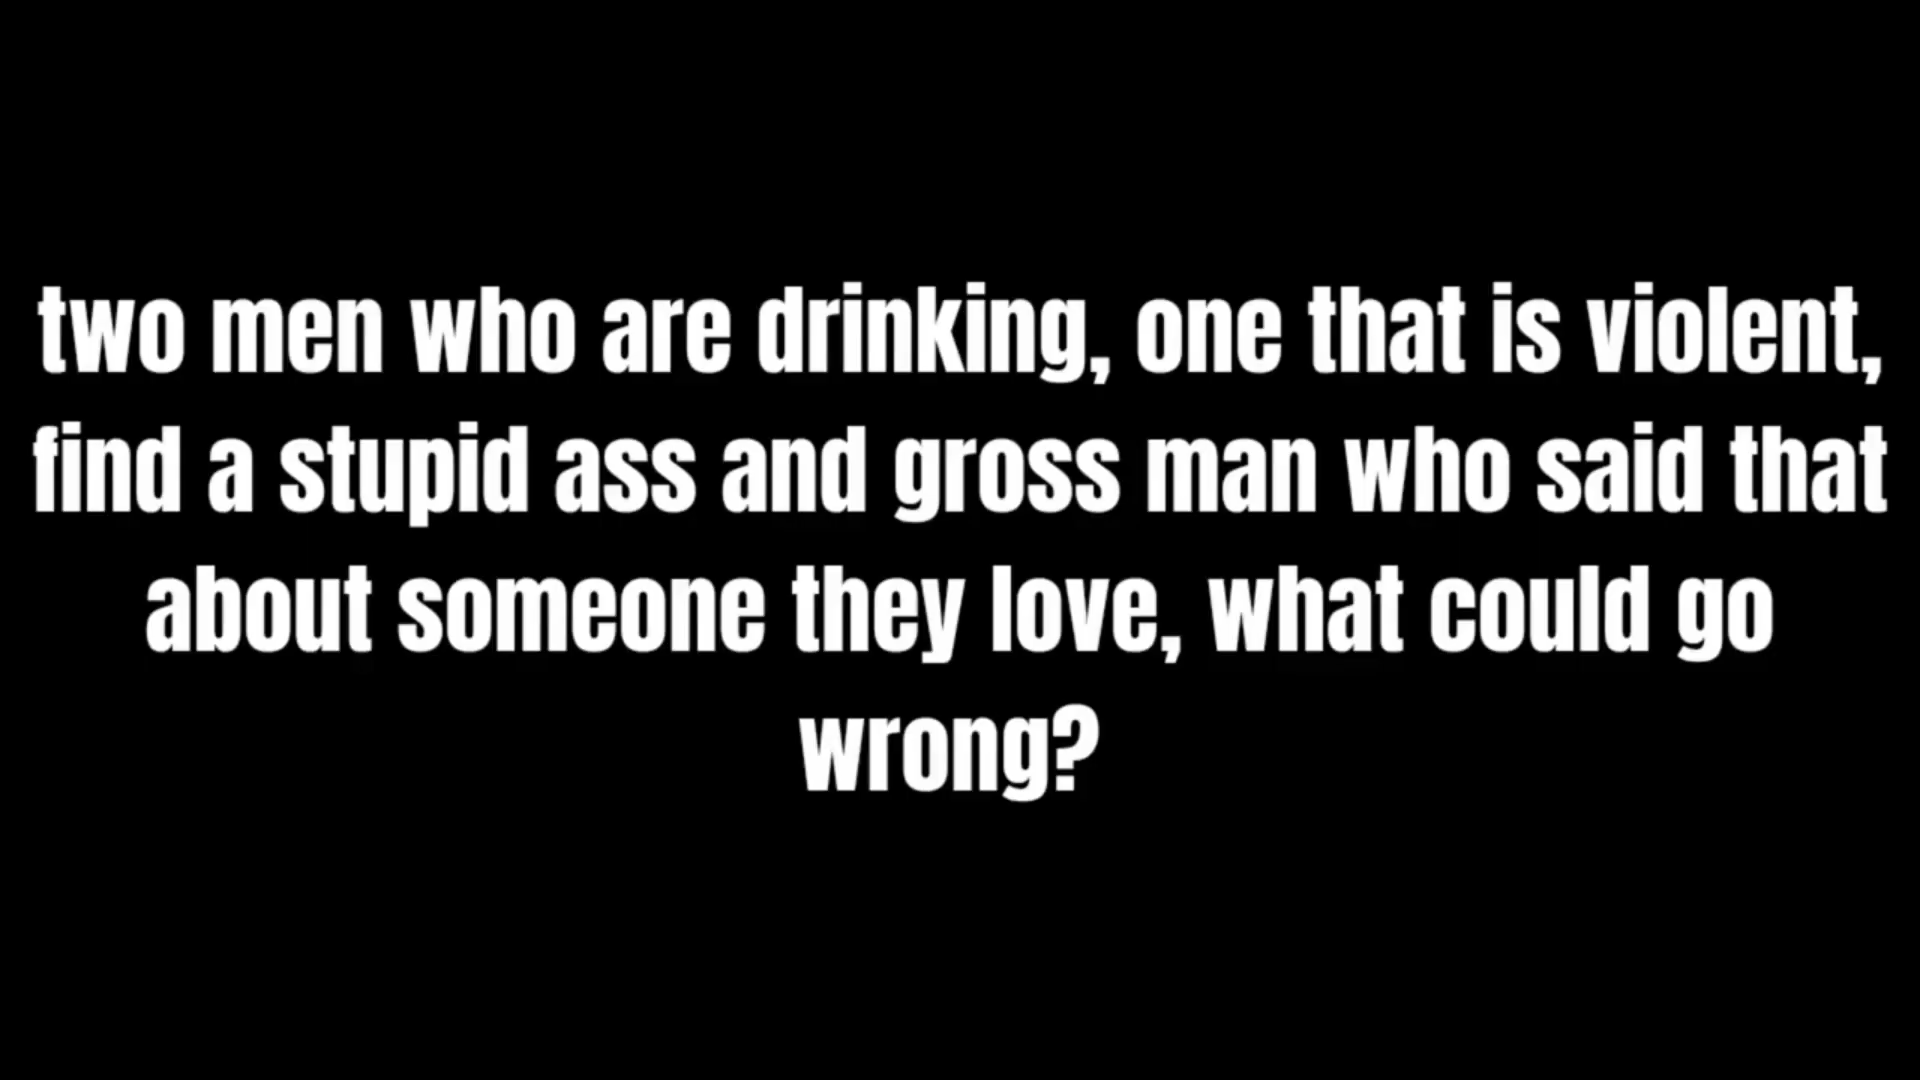 two men who are drinking, one that is violent,
find a stupid ass and gross man who said that
about someone they love, what could go
wrong?